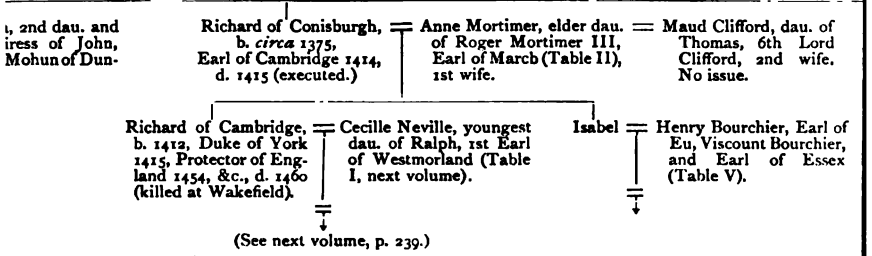 ı, 2nd dau. and
iress of John,
Mohun of Dun-
Richard of Conisburgh,
b. circa 1375,
Earl of Cambridge 1414,
d. 1415 (executed.)
Anne Mortimer, elder dau.
of Roger Mortimer III,
Earl of March (Table II),
1st wife.
Maud Clifford, dau. of
Thomas, 6th Lord
Clifford, 2nd wife.
No issue.
Richard of Cambridge,
b. 1412, Duke of York
1415, Protector of Eng-
land 1454, &c., d. 1460
(killed at Wakefield).
Cecille Neville, youngest
dau. of Ralph, 1st Earl
of Westmorland (Table
I, next volume).
Isabel
Henry Bourchier, Earl of
Eu, Viscount Bourchier,
and Earl of Essex
(Table V).
(See next volume, p. 239.)